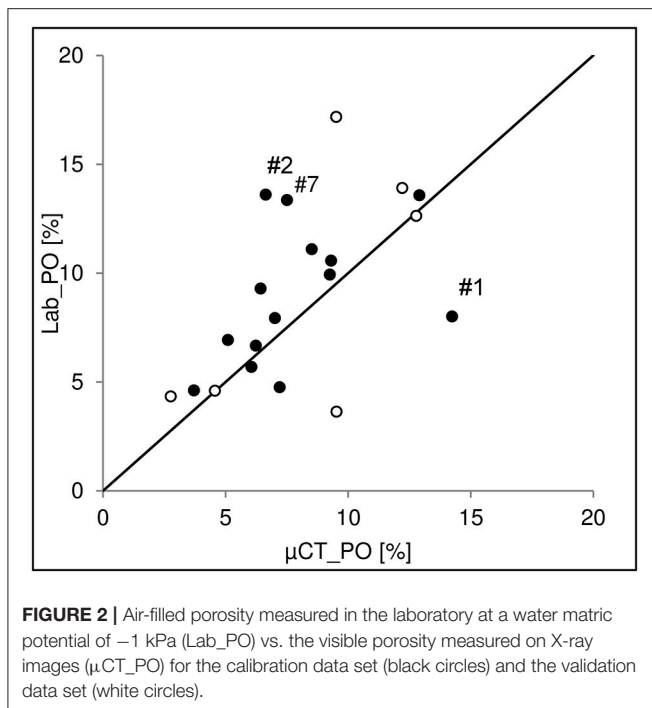 20
15
10
5
0
Lab_PO [%]
#2
#7
#1
0
5
10
15
20
μCT_PO [%]
FIGURE 2 | Air-filled porosity measured in the laboratory at a water matric
potential of −1 kPa (Lab_PO) vs. the visible porosity measured on X-ray
images (μCT_PO) for the calibration data set (black circles) and the validation
data set (white circles).